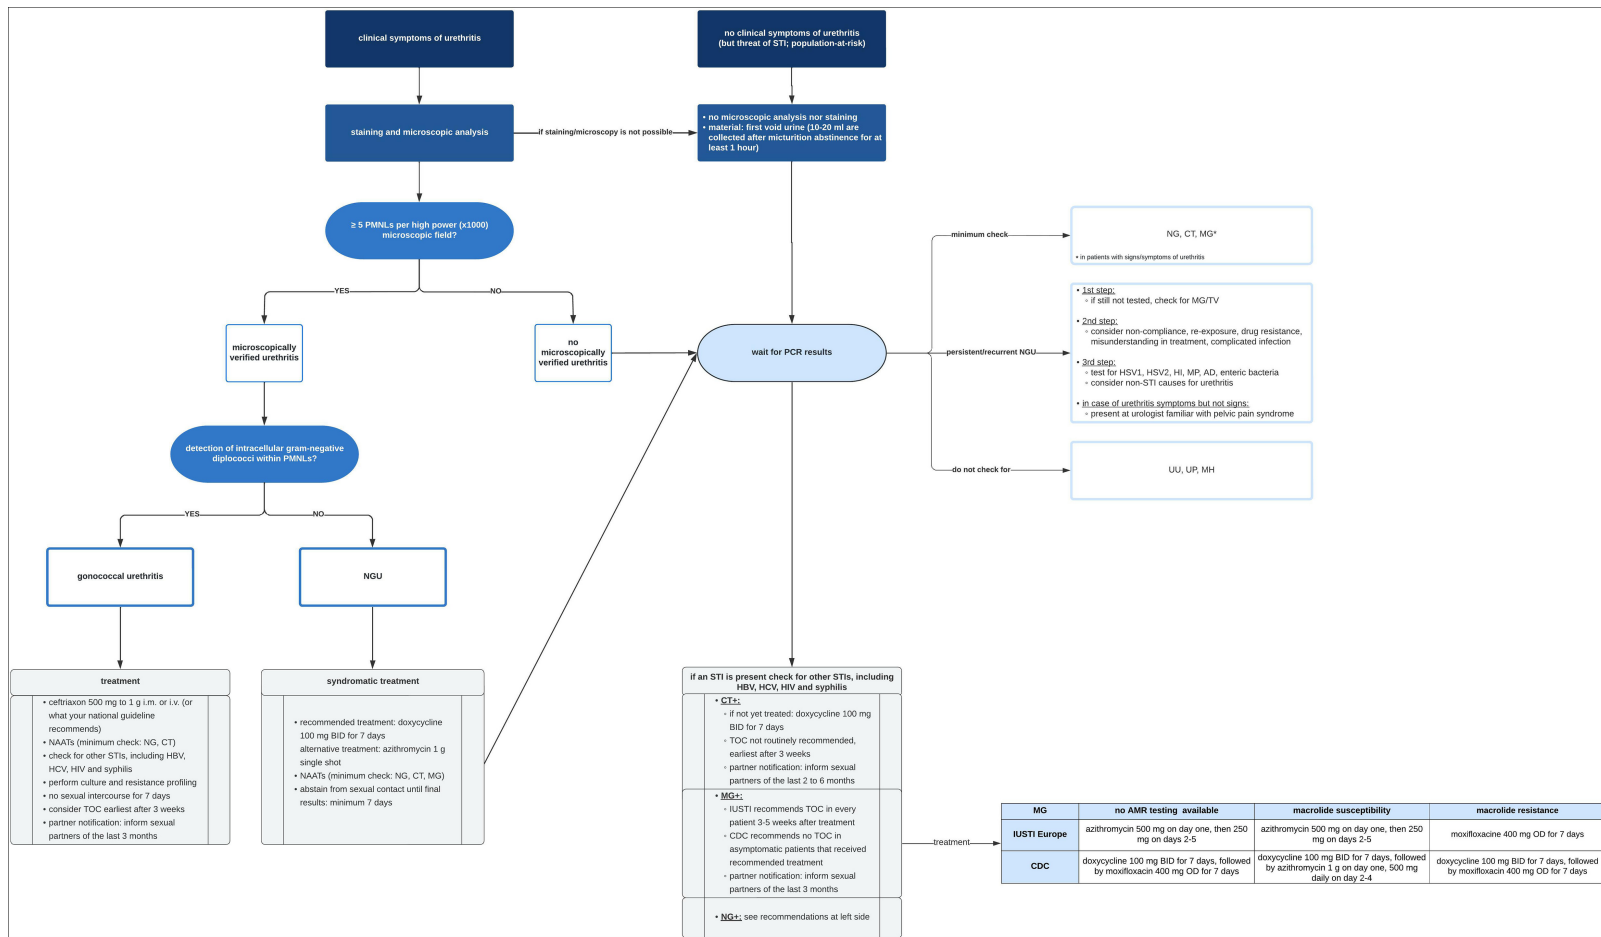 clinical symptoms of urethritis
no clinical symptoms of urethritis
(but threat of STI; population-at-risk)
staining and microscopic analysis
if staining/microscopy is not possible
• no microscopic analysis nor staining
• material: first void urine (10-20 ml are
collected after micturition abstinence for at
least 1 hour)
≥ 5 PMNLs per high power (x1000)
microscopic field?
YES
NO
microscopically
verified urethritis
no
microscopically
verified urethritis
wait for PCR results
minimum check
NG, CT, MG*
• in patients with signs/symptoms of urethritis
persistent/recurrent NGU
• 1st step:
◦ if still not tested, check for MG/TV
• 2nd step:
◦ consider non-compliance, re-exposure, drug resistance,
misunderstanding in treatment, complicated infection
• 3rd step:
◦ test for HSV1, HSV2, HI, MP, AD, enteric bacteria
◦ consider non-STI causes for urethritis
• in case of urethritis symptoms but not signs:
◦ present at urologist familiar with pelvic pain syndrome
do not check for
UU, UP, MH
detection of intracellular gram-negative
diplococci within PMNLs?
YES
NO
gonococcal urethritis
NGU
treatment
• ceftriaxon 500 mg to 1 g i.m. or i.v. (or
what your national guideline
recommends)
• NAATs (minimum check: NG, CT)
• check for other STIs, including HBV,
HCV, HIV and syphilis
• perform culture and resistance profiling
• no sexual intercourse for 7 days
• consider TOC earliest after 3 weeks
• partner notification: inform sexual
partners of the last 3 months
syndromatic treatment
• recommended treatment: doxycycline
100 mg BID for 7 days
alternative treatment: azithromycin 1 g
single shot
• NAATs (minimum check: NG, CT, MG)
• abstain from sexual contact until final
results: minimum 7 days
if an STI is present check for other STIs, including
HBV, HCV, HIV and syphilis
• CT+:
◦ if not yet treated: doxycycline 100 mg
BID for 7 days
◦ TOC not routinely recommended,
earliest after 3 weeks
◦ partner notification: inform sexual
partners of the last 2 to 6 months
• MG+:
◦ IUSTI recommends TOC in every
patient 3-5 weeks after treatment
◦ CDC recommends no TOC in
asymptomatic patients that received
recommended treatment
◦ partner notification: inform sexual
partners of the last 3 months
• NG+: see recommendations at left side
treatment
MG
no AMR testing available
macrolide susceptibility
macrolide resistance
IUSTI Europe
azithromycin 500 mg on day one, then 250
mg on days 2-5
azithromycin 500 mg on day one, then 250
mg on days 2-5
moxifloxacine 400 mg OD for 7 days
CDC
doxycycline 100 mg BID for 7 days, followed
by moxifloxacin 400 mg OD for 7 days
doxycycline 100 mg BID for 7 days, followed
by azithromycin 1 g on day one, 500 mg
daily on day 2-4
doxycycline 100 mg BID for 7 days, followed
by moxifloxacin 400 mg OD for 7 days